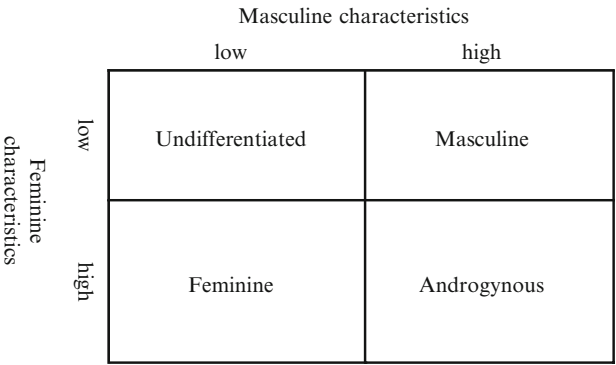 Masculine characteristics
low high
low
Undifferentiated Masculine
Feminine
characteristics
high
Feminine Androgynous